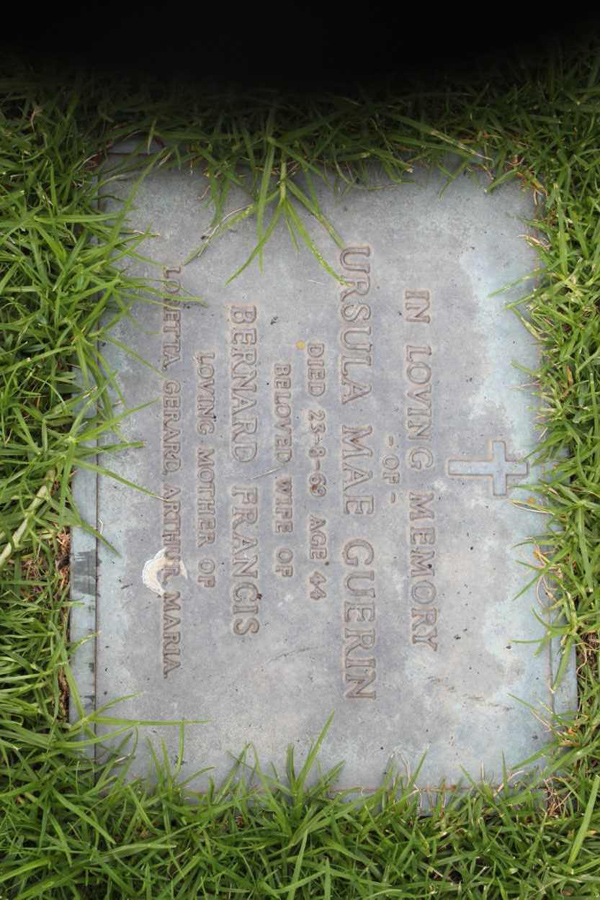 IN LOVING MEMORY
-OF-
URSULA MAE GUERIN
DIED 23-8-69 AGE 44
BELOVED WIFE OF
BERNARD FRANCIS
LOVING MOTHER OF
LORETTA, GERARD, ARTHUR, MARIA.